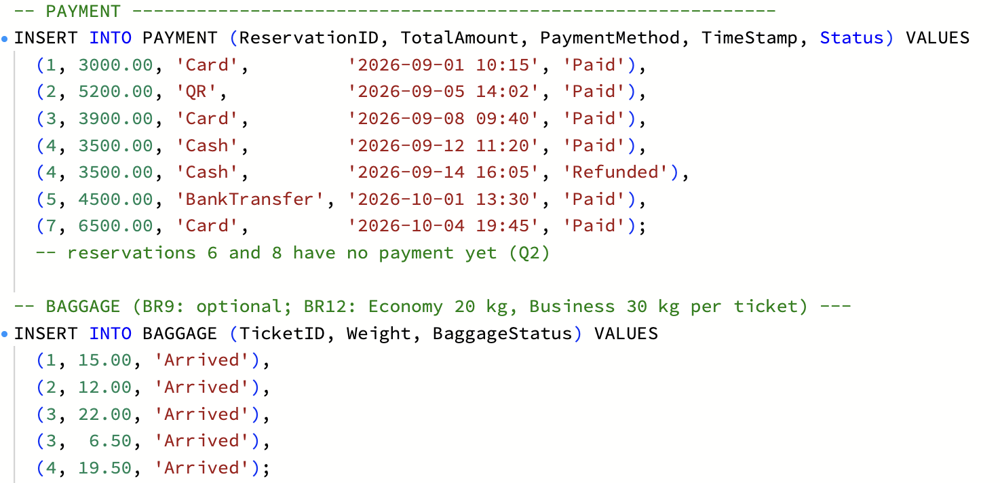 -- PAYMENT -------------------------------------------------------------
INSERT INTO PAYMENT (ReservationID, TotalAmount, PaymentMethod, TimeStamp, Status) VALUES
(1, 3000.00, 'Card', '2026-09-01 10:15', 'Paid'),
(2, 5200.00, 'QR', '2026-09-05 14:02', 'Paid'),
(3, 3900.00, 'Card', '2026-09-08 09:40', 'Paid'),
(4, 3500.00, 'Cash', '2026-09-12 11:20', 'Paid'),
(4, 3500.00, 'Cash', '2026-09-14 16:05', 'Refunded'),
(5, 4500.00, 'BankTransfer', '2026-10-01 13:30', 'Paid'),
(7, 6500.00, 'Card', '2026-10-04 19:45', 'Paid');
-- reservations 6 and 8 have no payment yet (Q2)
-- BAGGAGE (BR9: optional; BR12: Economy 20 kg, Business 30 kg per ticket) ---
INSERT INTO BAGGAGE (TicketID, Weight, BaggageStatus) VALUES
(1, 15.00, 'Arrived'),
(2, 12.00, 'Arrived'),
(3, 22.00, 'Arrived'),
(3, 6.50, 'Arrived'),
(4, 19.50, 'Arrived');